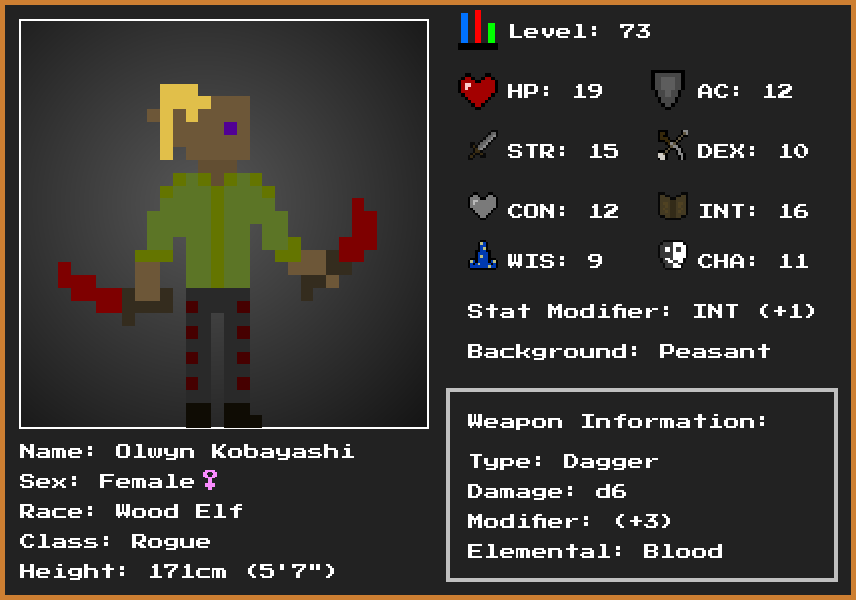 Level: 73
HP: 19 AC: 12
STR: 15 DEX: 10
CON: 12 INT: 16
WIS: 9 CHA: 11
Stat Modifier: INT (+1)
Background: Peasant
Weapon Information:
Type: Dagger
Damage: d6
Modifier: (+3)
Elemental: Blood
Name: Olwyn Kobayashi
Sex: Female♀
Race: Wood Elf
Class: Rogue
Height: 171cm (5'7")